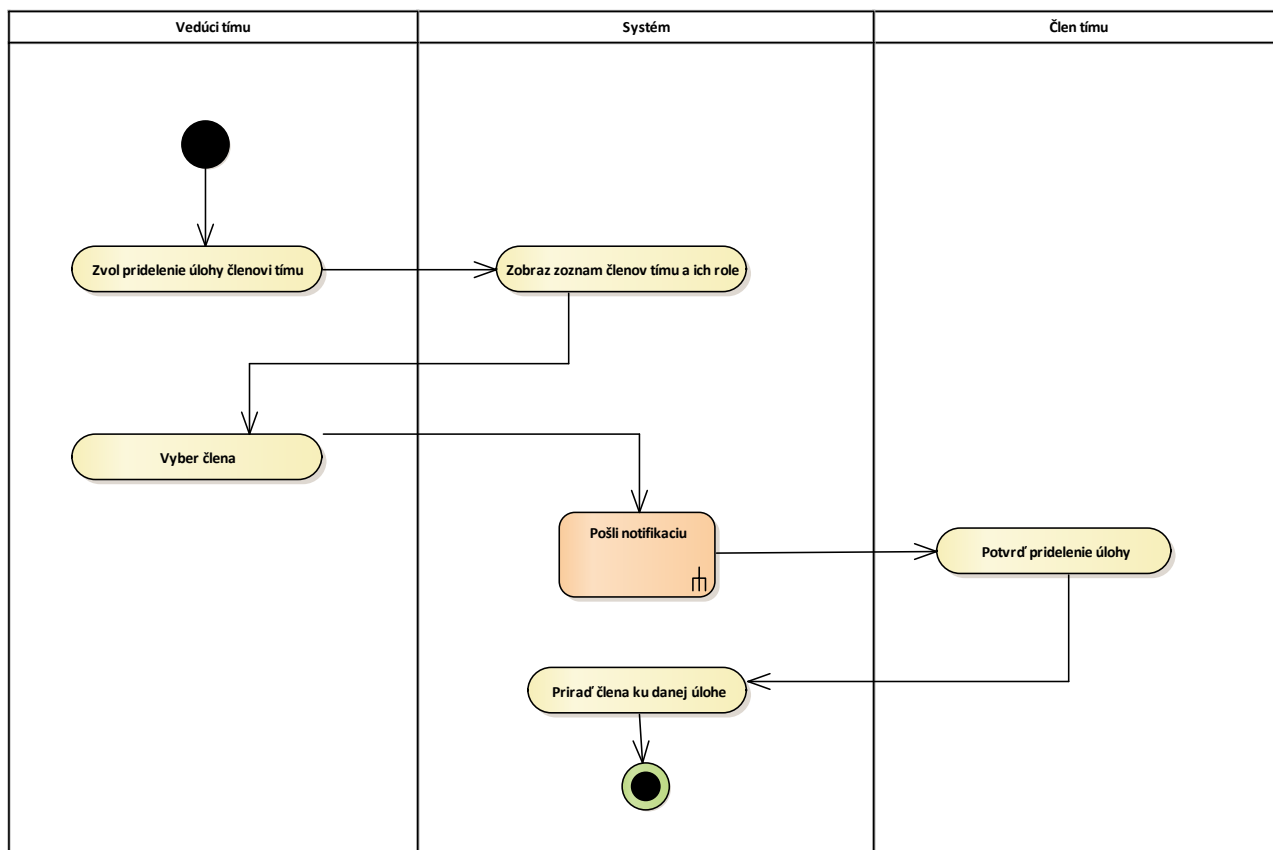 Vedúci tímu
Systém
Člen tímu
Zvol pridelenie úlohy členovi tímu
Zobraz zoznam členov tímu a ich role
Vyber člena
Pošli notifikaciu
Potvrď pridelenie úlohy
Priraď člena ku danej úlohe